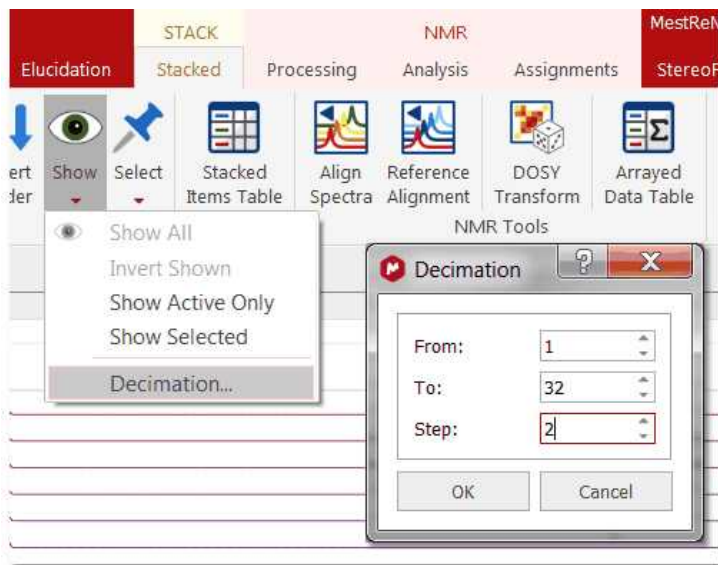 STACK NMR MestReN
Elucidation Stacked Processing Analysis Assignments StereoF
ert Show Select Stacked Align Reference DOSY Arrayed
der Items Table Spectra Alignment Transform Data Table
NMR Tools
Show All
Invert Shown
Show Active Only
Show Selected
Decimation...
Decimation
From: 1
To: 32
Step: 2
OK Cancel